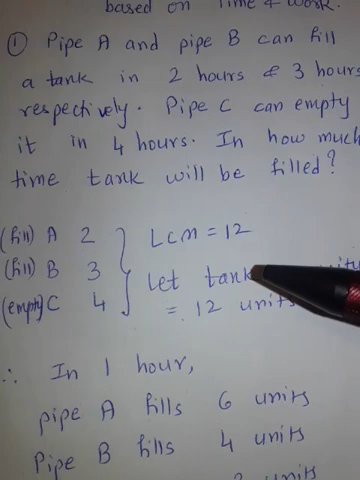 based on Time & Work.
① Pipe A and pipe B can fill
a tank in 2 hours & 3 hours
respectively. Pipe C can empty
it in 4 hours. In how much
time tank will be filled?
(fill) A 2
(fill) B 3
(empty) C 4
LCM = 12
Let tank
= 12 units
∴ In 1 hour,
pipe A fills 6 units
Pipe B fills 4 units
units